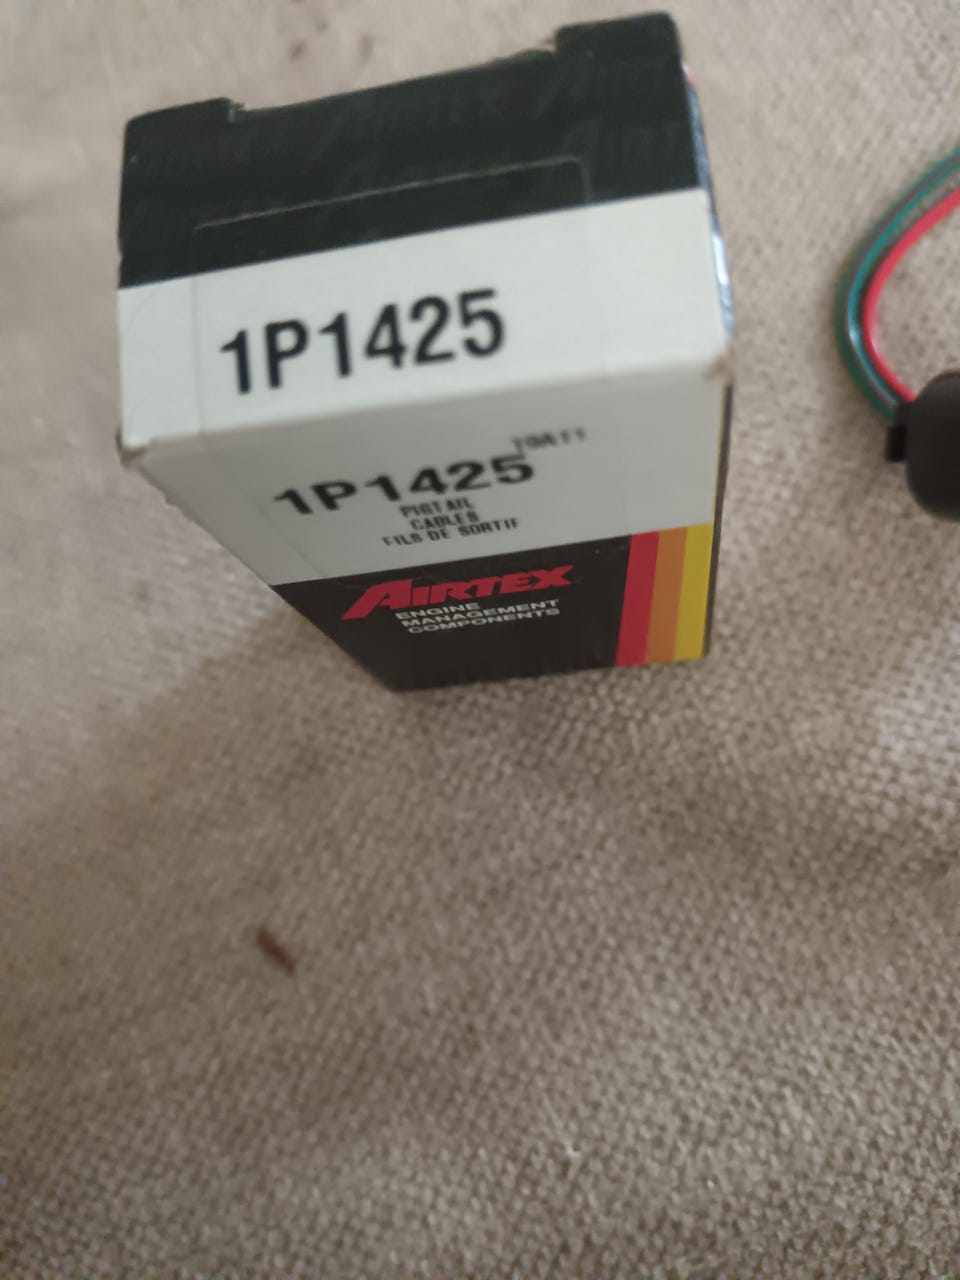 1P1425
1P1425
PIGTAIL
CABLES
FILS DE SORTIE
AIRTEX
ENGINE
MANAGEMENT
COMPONENTS